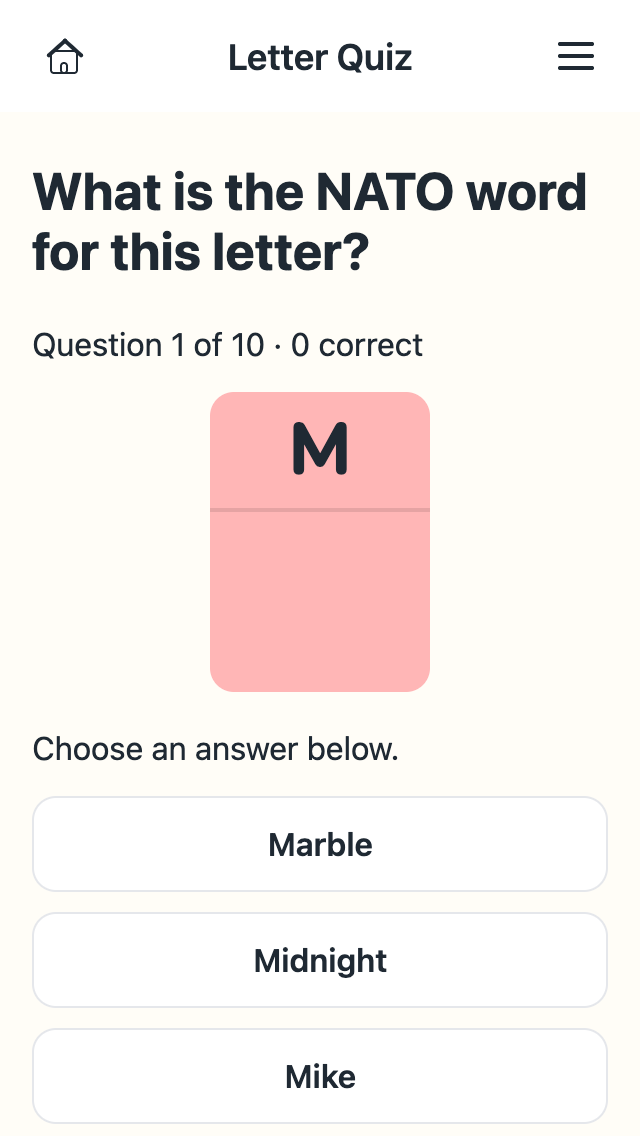 Letter Quiz
What is the NATO word
for this letter?
Question 1 of 10 · 0 correct
M
Choose an answer below.
Marble
Midnight
Mike